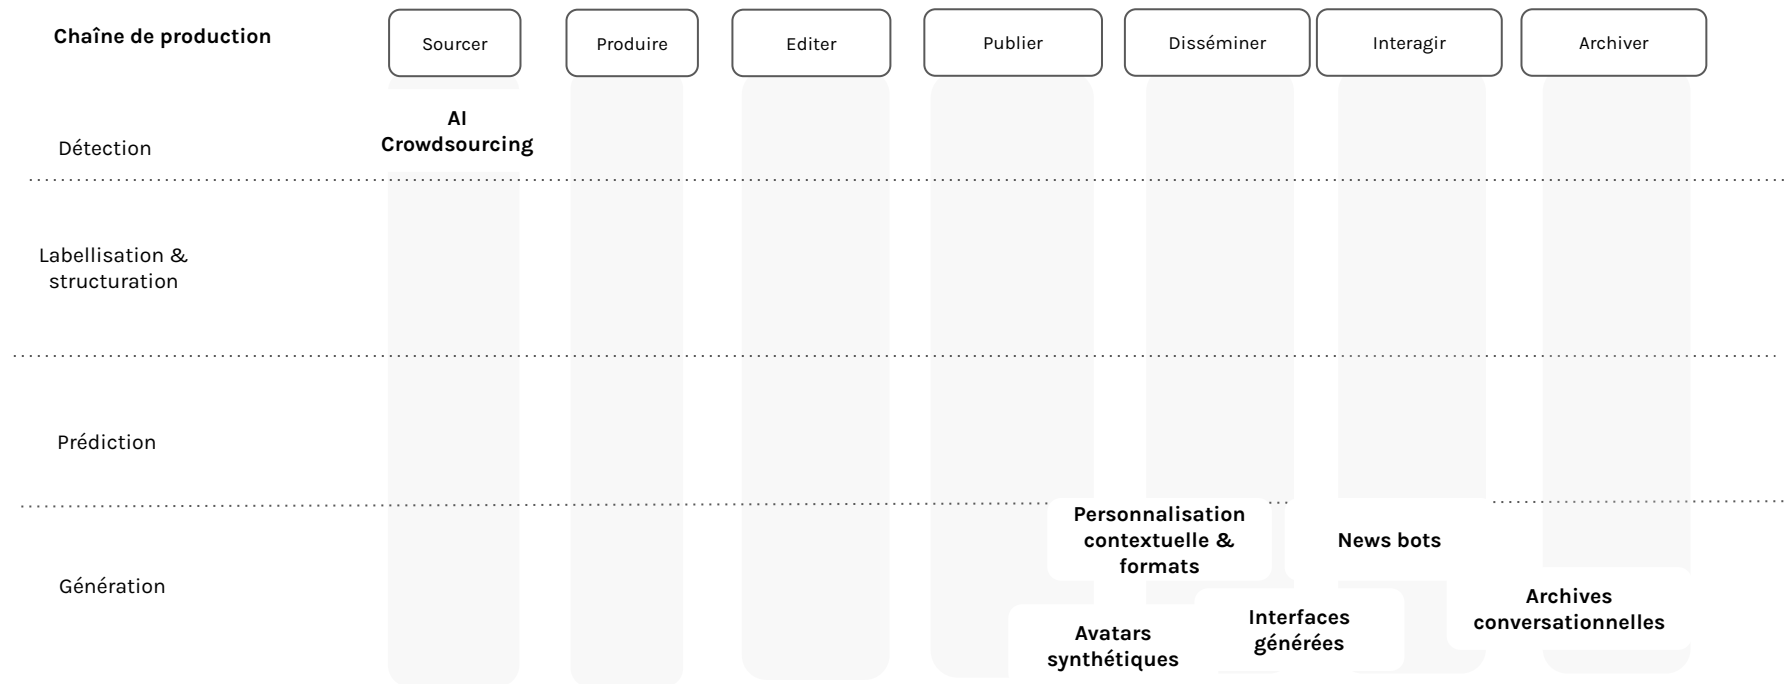 Chaîne de production
Sourcer
Produire
Editer
Publier
Disséminer
Interagir
Archiver
AI
Crowdsourcing
Détection
Labellisation &
structuration
Prédiction
Génération
Personnalisation
contextuelle &
formats
News bots
Archives
conversationnelles
Interfaces
générées
Avatars
synthétiques